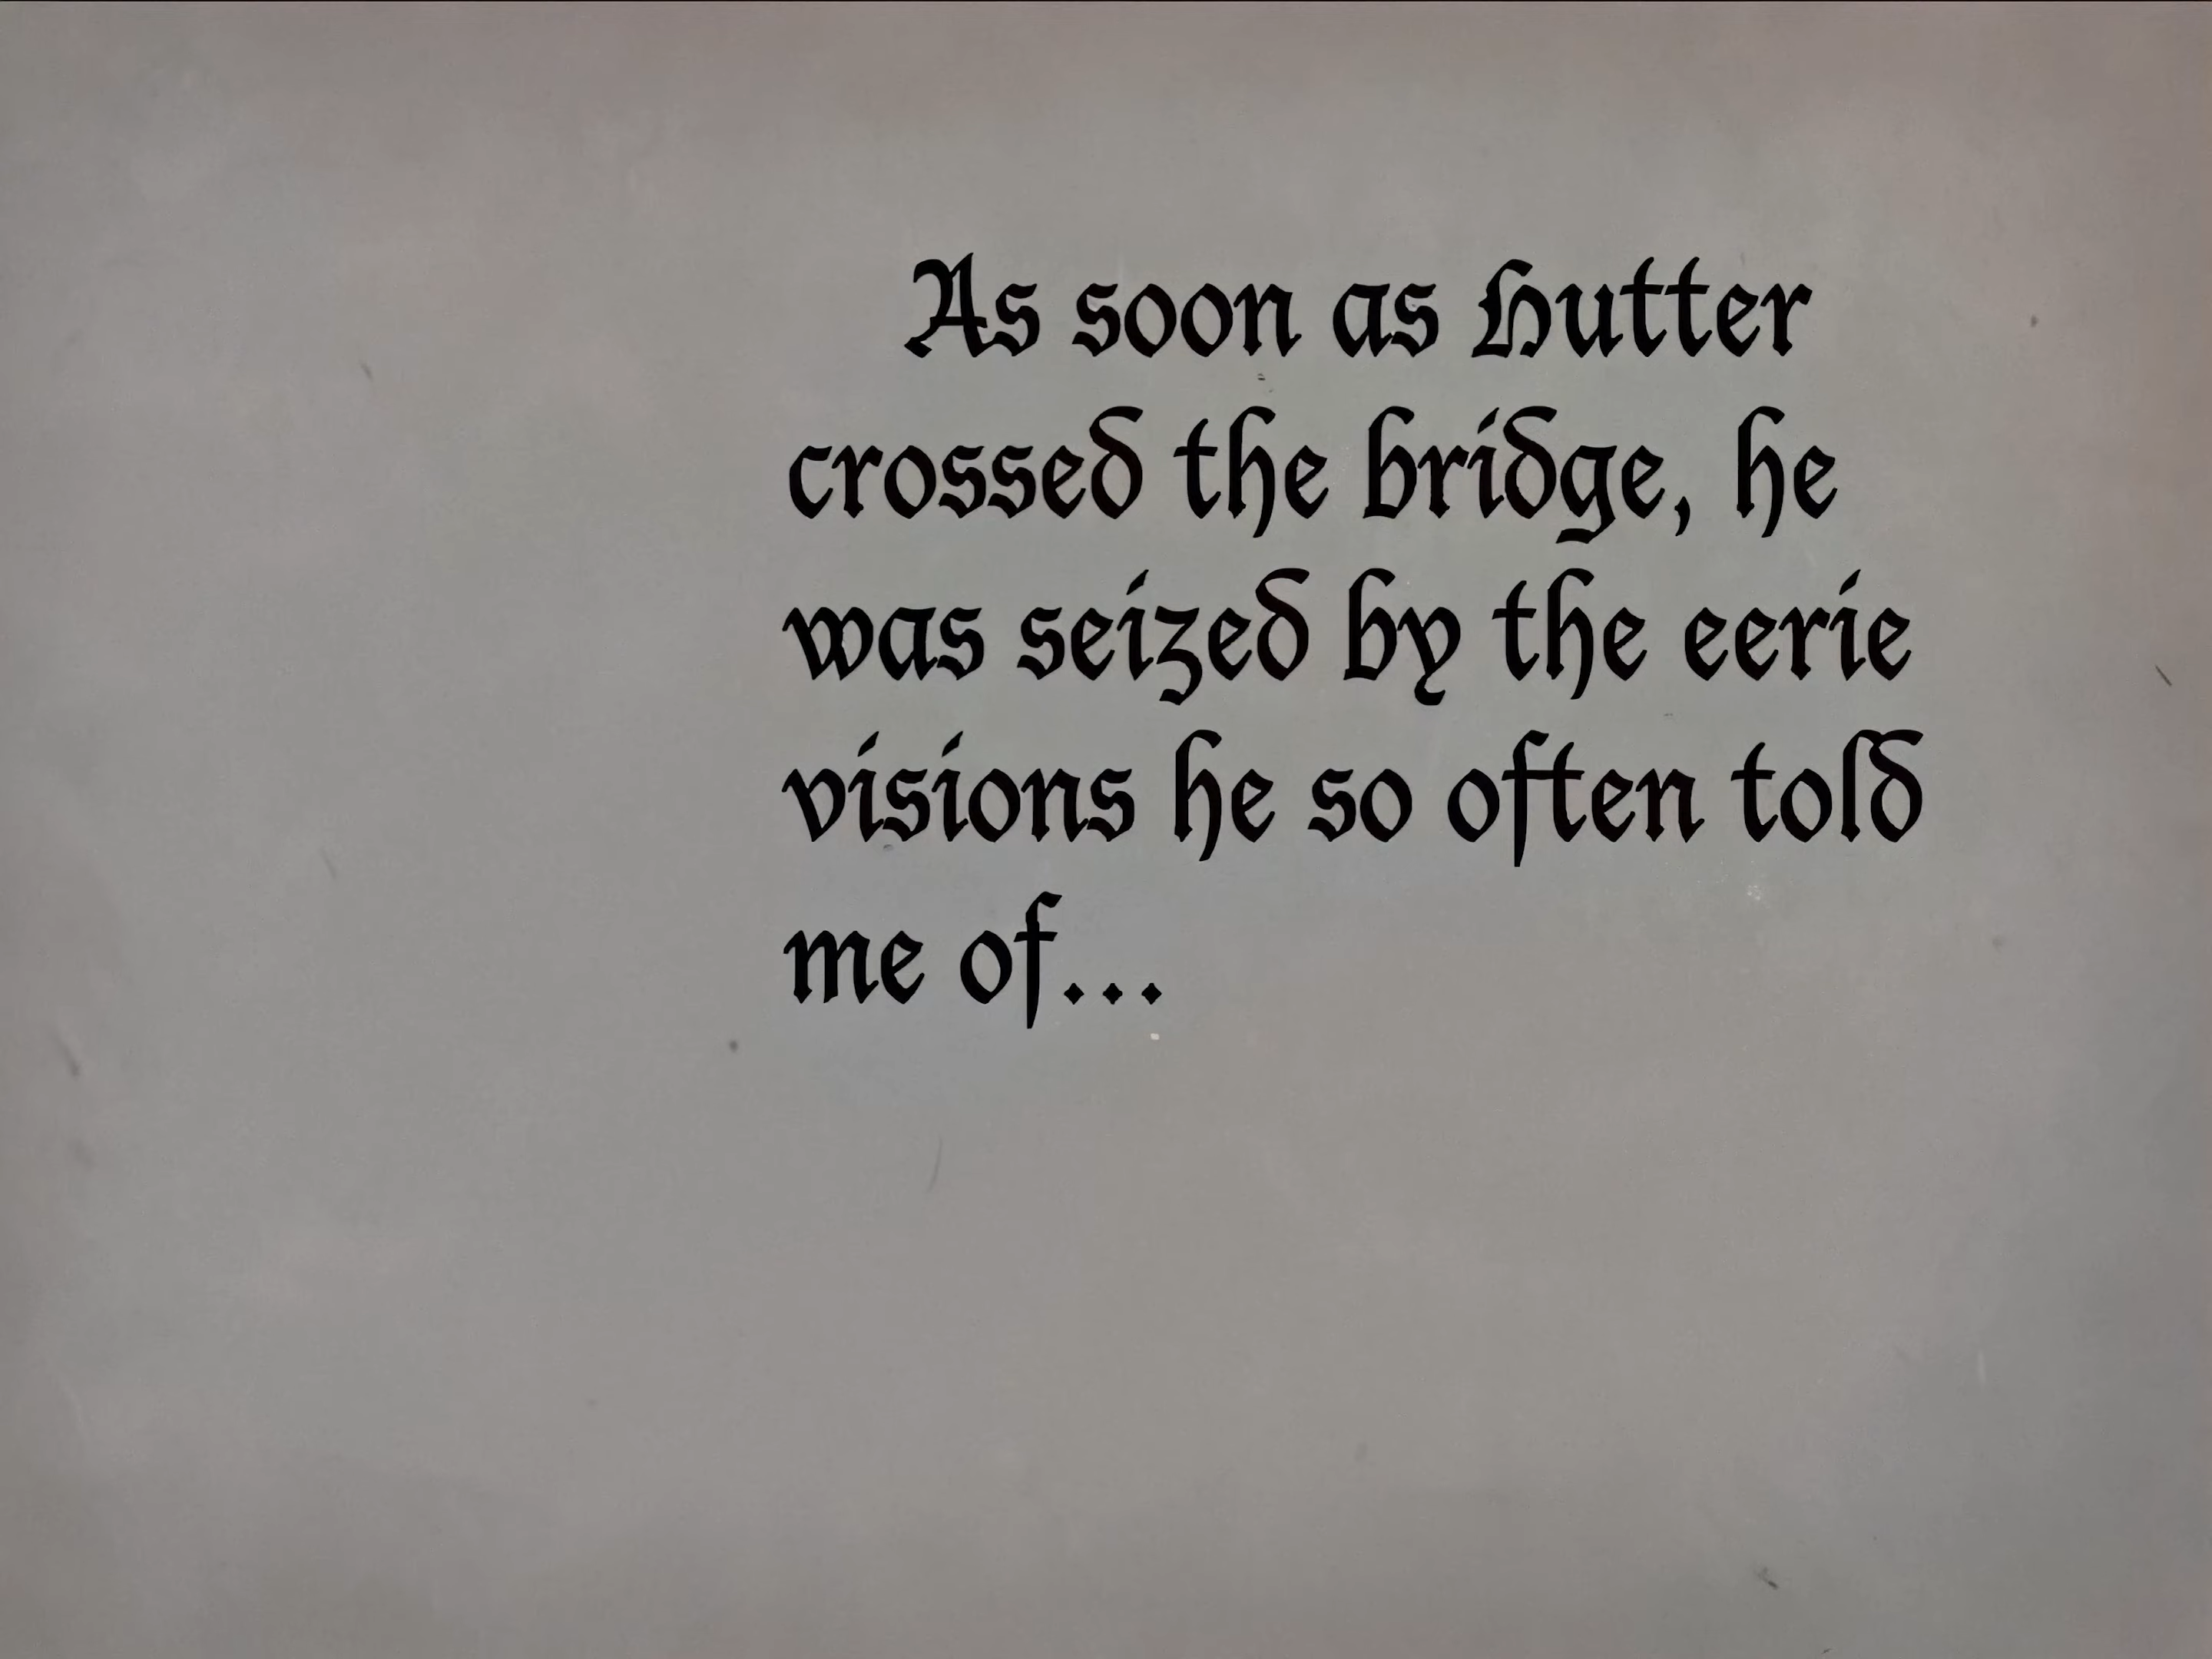 As soon as Hutter
crossed the bridge, he
was seized by the eerie
visions he so often told
me of...